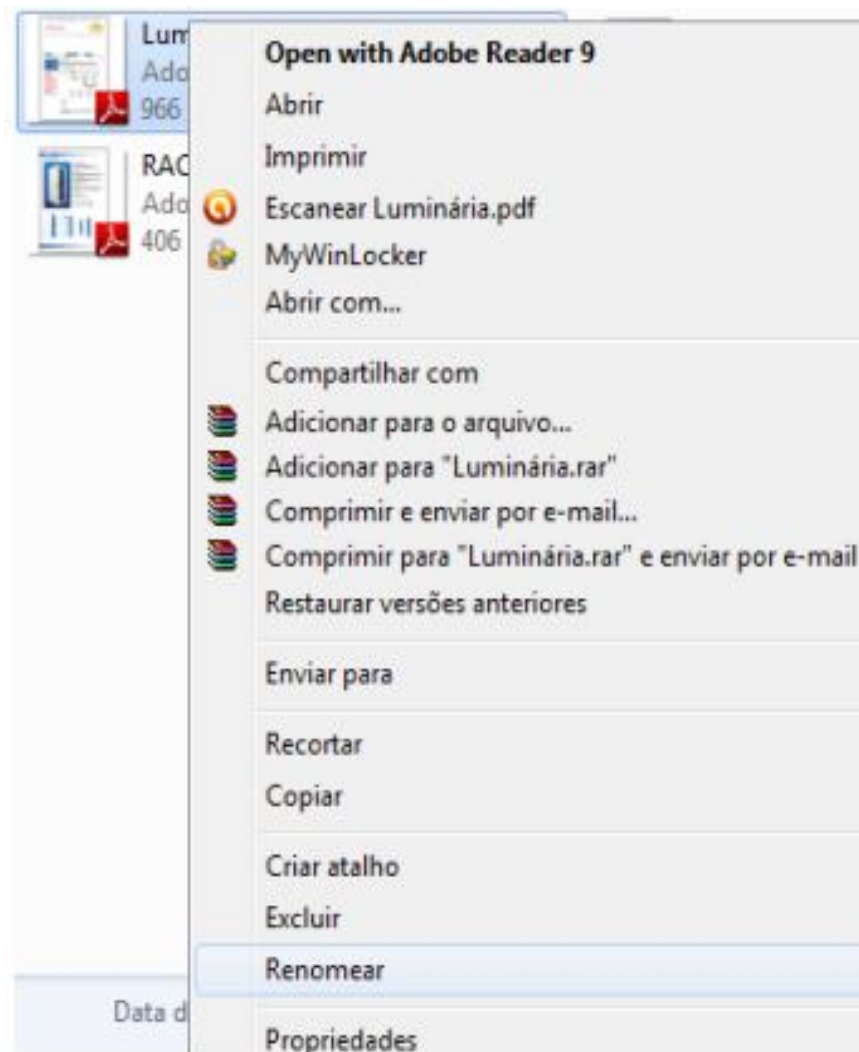 Lum
Ado
966
RAC
Ado
406
Open with Adobe Reader 9
Abrir
Imprimir
Escanear Luminária.pdf
MyWinLocker
Abrir com...
Compartilhar com
Adicionar para o arquivo...
Adicionar para "Luminária.rar"
Comprimir e enviar por e-mail...
Comprimir para "Luminária.rar" e enviar por e-mail
Restaurar versões anteriores
Enviar para
Recortar
Copiar
Criar atalho
Excluir
Renomear
Propriedades
Data d